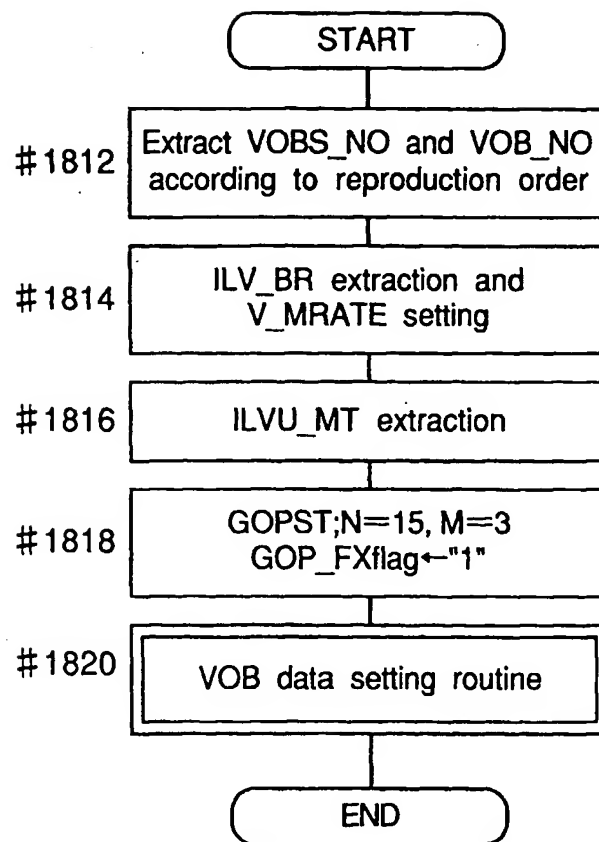 START
#1812
Extract VOBS_NO and VOB_NO
according to reproduction order
#1814
ILV_BR extraction and
V_MRATE setting
#1816
ILVU_MT extraction
#1818
GOPST;N=15, M=3
GOP_FXflag←"1"
#1820
VOB data setting routine
END